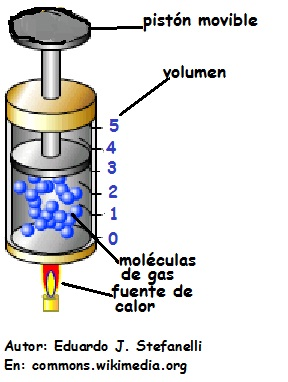 pistón movible
volumen
5
4
3
2
1
0
moléculas
de gas
fuente de
calor
Autor: Eduardo J. Stefanelli
En: commons.wikimedia.org